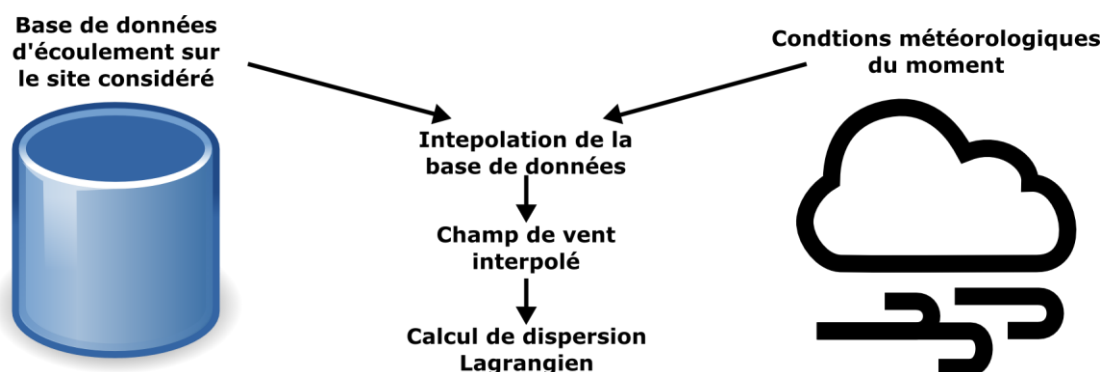 Base de données
d'écoulement sur
le site considéré
Condtions météorologiques
du moment
Intepolation de la
base de données
Champ de vent
interpolé
Calcul de dispersion
Lagrangien